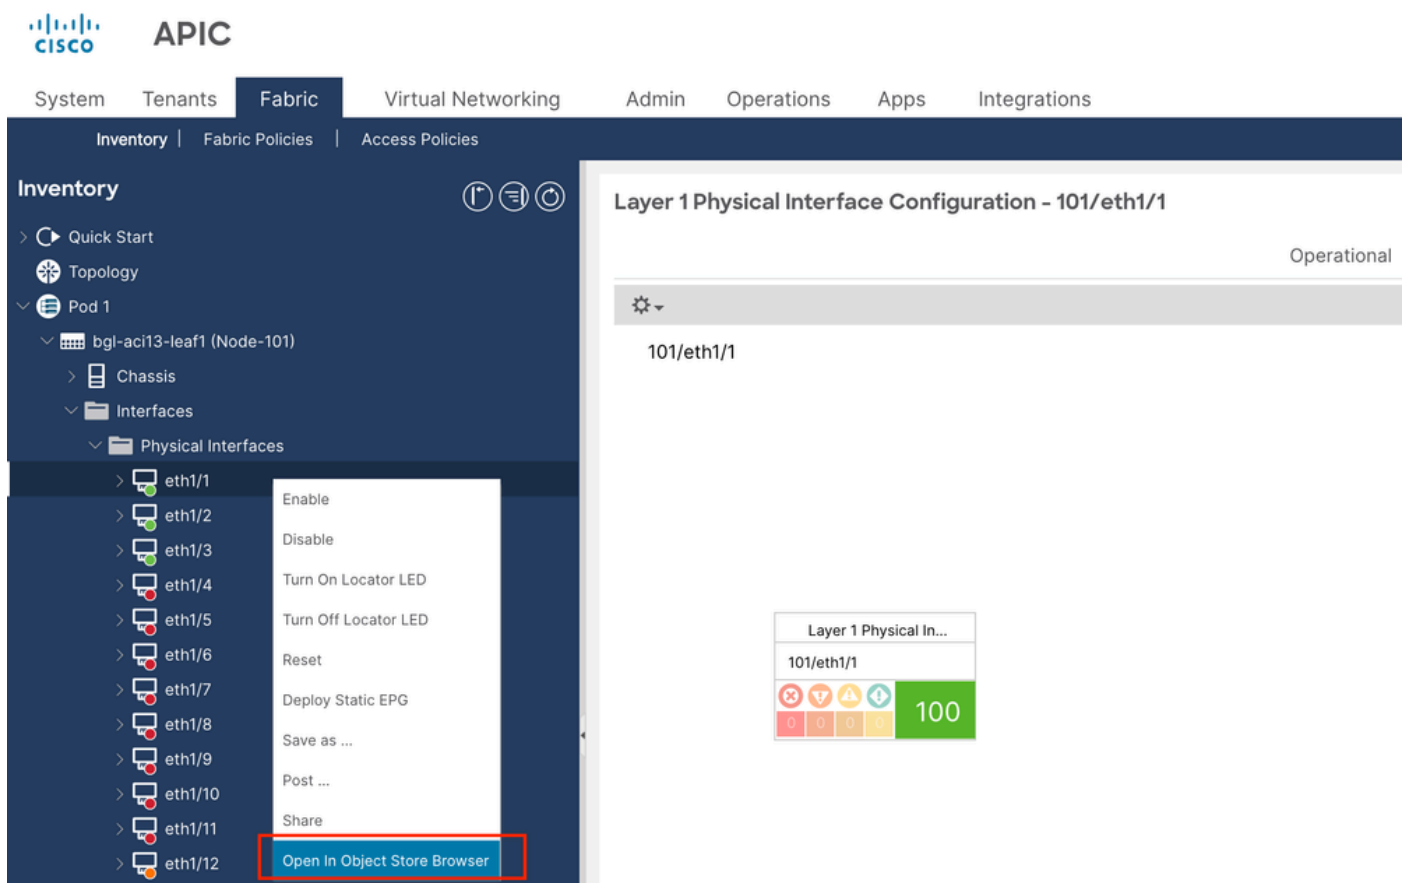 CISCO APIC
System Tenants Fabric Virtual Networking Admin Operations Apps Integrations
Inventory | Fabric Policies | Access Policies
Inventory
Quick Start
Topology
Pod 1
bgl-aci13-leaf1 (Node-101)
Chassis
Interfaces
Physical Interfaces
eth1/1
eth1/2
eth1/3
eth1/4
eth1/5
eth1/6
eth1/7
eth1/8
eth1/9
eth1/10
eth1/11
eth1/12
Enable
Disable
Turn On Locator LED
Turn Off Locator LED
Reset
Deploy Static EPG
Save as ...
Post ...
Share
Open In Object Store Browser
Layer 1 Physical Interface Configuration - 101/eth1/1
Operational
101/eth1/1
Layer 1 Physical In...
101/eth1/1
0 0 0 0 100